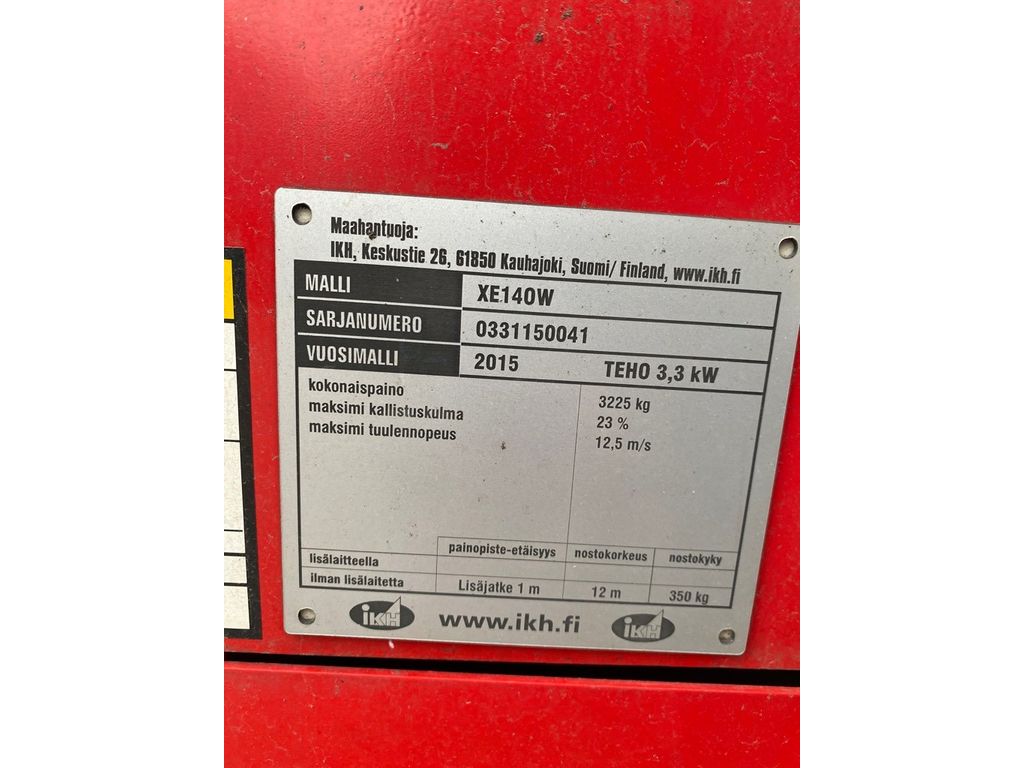 Maahantuoja:
IKH, Keskustie 26, 61850 Kauhajoki, Suomi/ Finland, www.ikh.fi
MALLI XE140W
SARJANUMERO 0331150041
VUOSIMALLI 2015 TEHO 3,3 kW
kokonaispaino 3225 kg
maksimi kallistuskulma 23 %
maksimi tuulennopeus 12,5 m/s
painopiste-etäisyys nostokorkeus nostokyky
lisälaitteella
ilman lisälaitetta Lisäjatke 1 m 12 m 350 kg
iKH www.ikh.fi iKH